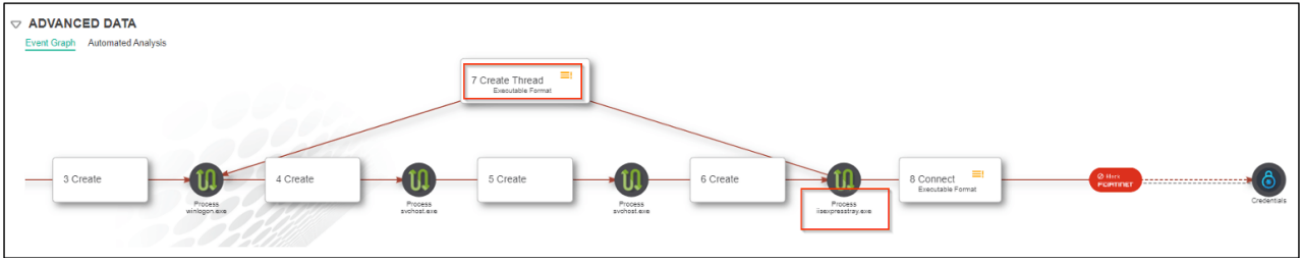 ADVANCED DATA
Event Graph Automated Analysis
7 Create Thread
Executable Format
3 Create
4 Create
5 Create
6 Create
8 Connect
Executable Format
Process
winlogon.exe
Process
svchost.exe
Process
svchost.exe
Process
iisexpresstray.exe
Block
FORTINET
Credentials